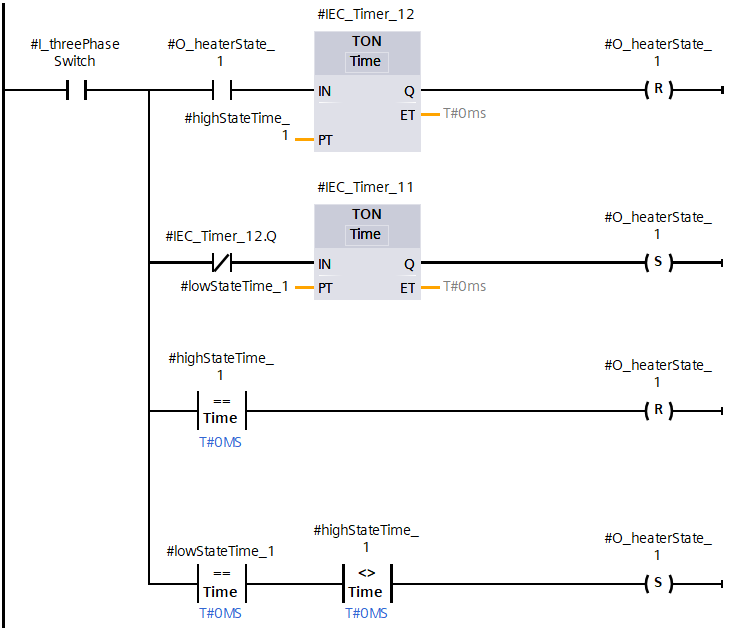 #IEC_Timer_12
#I_threePhase
Switch
#O_heaterState_
1
TON
Time
#O_heaterState_
1
IN
Q
R
#highStateTime_
1
ET
T#0ms
PT
#IEC_Timer_11
TON
Time
#IEC_Timer_12.Q
#O_heaterState_
1
IN
Q
S
#lowStateTime_1
PT
ET
T#0ms
#highStateTime_
1
#O_heaterState_
1
==
Time
R
T#0MS
#lowStateTime_1
#highStateTime_
1
#O_heaterState_
1
==
Time
<>
Time
S
T#0MS
T#0MS